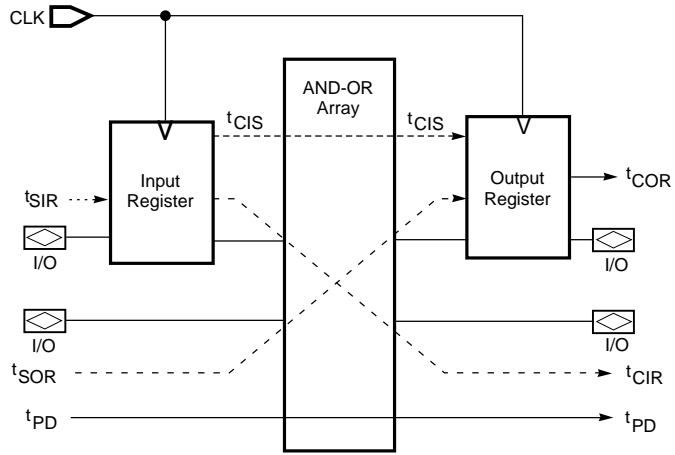 CLK
AND-OR
Array
tCIS
tCIS
Input
Register
Output
Register
tSIR
tCOR
I/O
I/O
I/O
I/O
tSOR
tCIR
tPD
tPD